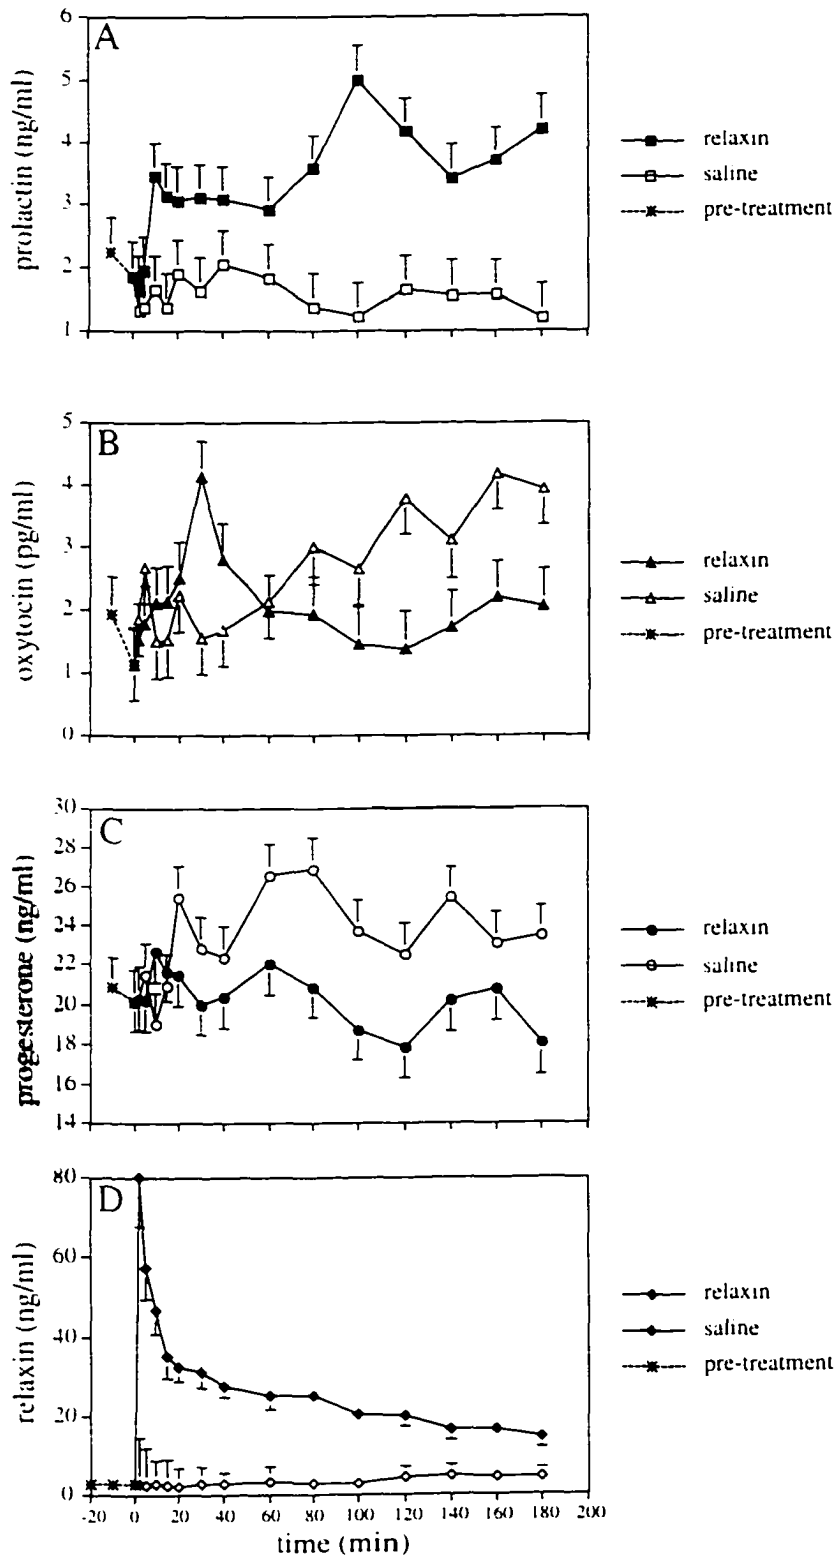 A
prolactin (ng/ml)
6
5
4
3
2
1
relaxin
saline
pre-treatment
B
oxytocin (pg/ml)
5
4
3
2
1
0
relaxin
saline
pre-treatment
C
progesterone (ng/ml)
30
28
26
24
22
20
18
16
14
relaxin
saline
pre-treatment
D
relaxin (ng/ml)
80
60
40
20
0
relaxin
saline
pre-treatment
-20 0 20 40 60 80 100 120 140 160 180 200
time (min)